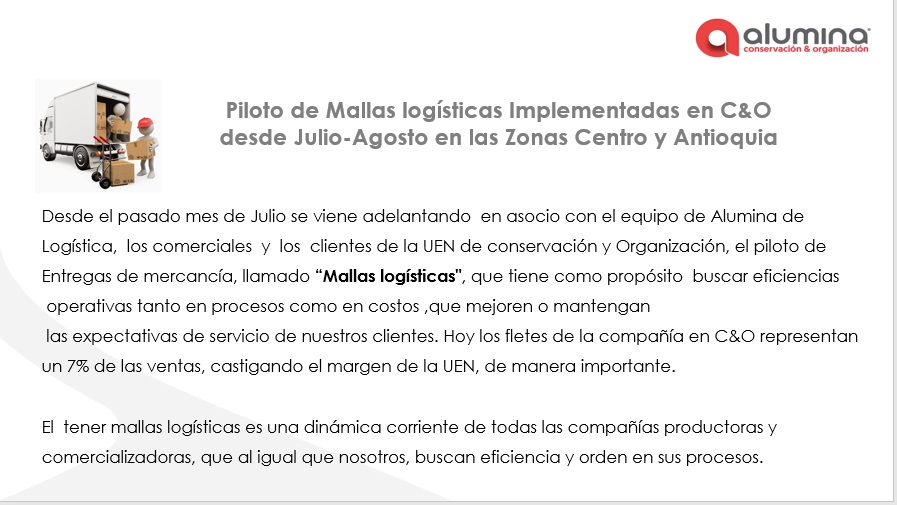 alumina
conservación & organización
Piloto de Mallas logísticas Implementadas en C&O
desde Julio-Agosto en las Zonas Centro y Antioquia
Desde el pasado mes de Julio se viene adelantando  en asocio con el equipo de Alumina de
Logística,  los comerciales  y  los  clientes de la UEN de conservación y Organización, el piloto de
Entregas de mercancía, llamado “Mallas logísticas", que tiene como propósito  buscar eficiencias
operativas tanto en procesos como en costos ,que mejoren o mantengan
las expectativas de servicio de nuestros clientes. Hoy los fletes de la compañía en C&O representan
un 7% de las ventas, castigando el margen de la UEN, de manera importante.
El  tener mallas logísticas es una dinámica corriente de todas las compañías productoras y
comercializadoras, que al igual que nosotros, buscan eficiencia y orden en sus procesos.